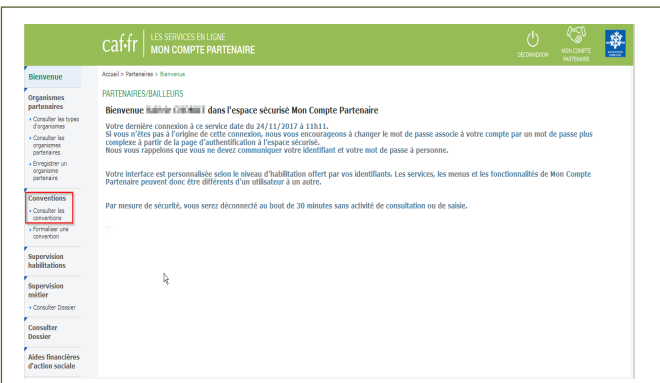 caf.fr
LES SERVICES EN LIGNE
MON COMPTE PARTENAIRE
DECONNEXION
MON COMPTE
PARTENAIRE
Bienvenue
Organismes
partenaires
Consulter les types
d'organismes
Consulter les
organismes
partenaires
Enregistrer un
organisme
partenaire
Conventions
Consulter les
conventions
Formaliser une
convention
Supervision
habilitations
Supervision
métier
Consulter Dossier
Consulter
Dossier
Aides financières
d'action sociale
Accueil > Partenaires > Bienvenue
PARTENAIRES/BAILLEURS
Bienvenue dans l'espace sécurisé Mon Compte Partenaire
Votre dernière connexion à ce service date du 24/11/2017 à 11h11.
Si vous n'êtes pas à l'origine de cette connexion, nous vous encourageons à changer le mot de passe associé à votre compte par un mot de passe plus
complexe à partir de la page d'authentification à l'espace sécurisé.
Nous vous rappelons que vous ne devez communiquer votre identifiant et votre mot de passe à personne.
Votre interface est personnalisée selon le niveau d'habilitation offert par vos identifiants. Les services, les menus et les fonctionnalités de Mon Compte
Partenaire peuvent donc être différents d'un utilisateur à un autre.
Par mesure de sécurité, vous serez déconnecté au bout de 30 minutes sans activité de consultation ou de saisie.